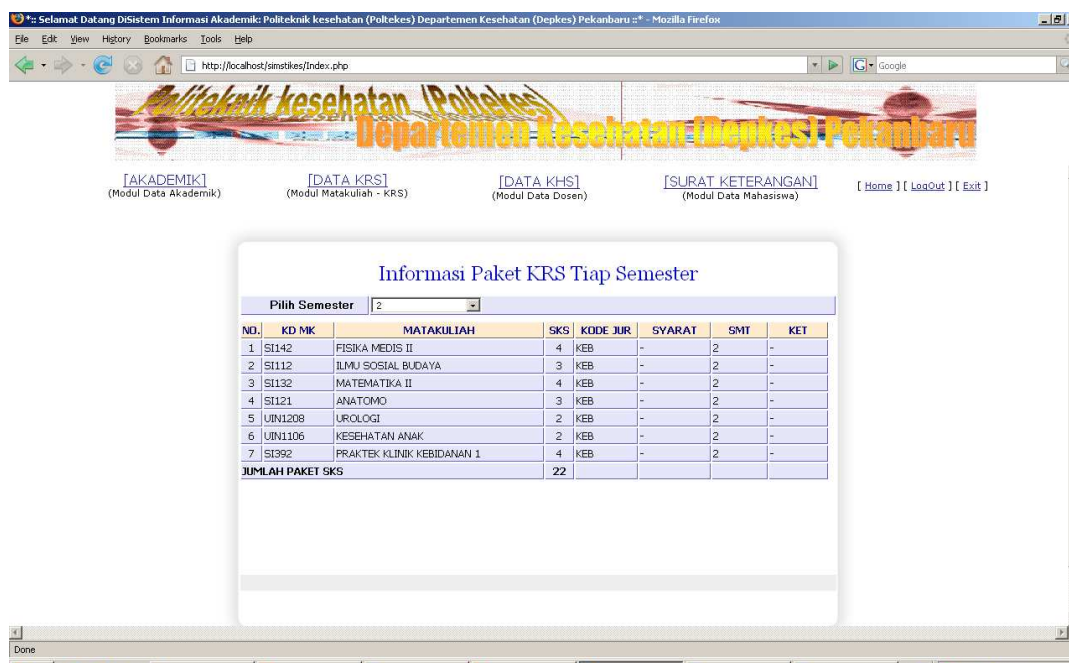 *:: Selamat Datang DiSistem Informasi Akademik: Politeknik kesehatan (Poltekes) Departemen Kesehatan (Depkes) Pekanbaru ::* - Mozilla Firefox
File Edit View History Bookmarks Tools Help
http://localhost/simstikes/Index.php
G Google
Politeknik kesehatan (Poltekes)
Departemen Kesehatan (Depkes) Pekanbaru
[AKADEMIK] [DATA KRS] [DATA KHS] [SURAT KETERANGAN] [ Home ] [ LogOut ] [ Exit ]
(Modul Data Akademik) (Modul Matakuliah - KRS) (Modul Data Dosen) (Modul Data Mahasiswa)
Informasi Paket KRS Tiap Semester
Pilih Semester 2
NO. KD MK MATAKULIAH SKS KODE JUR SYARAT SMT KET
1 SI142 FISIKA MEDIS II 4 KEB - 2 -
2 SI112 ILMU SOSIAL BUDAYA 3 KEB - 2 -
3 SI132 MATEMATIKA II 4 KEB - 2 -
4 SI121 ANATOMO 3 KEB - 2 -
5 UIN1208 UROLOGI 2 KEB - 2 -
6 UIN1106 KESEHATAN ANAK 2 KEB - 2 -
7 SI392 PRAKTEK KLINIK KEBIDANAN 1 4 KEB - 2 -
JUMLAH PAKET SKS 22
Done